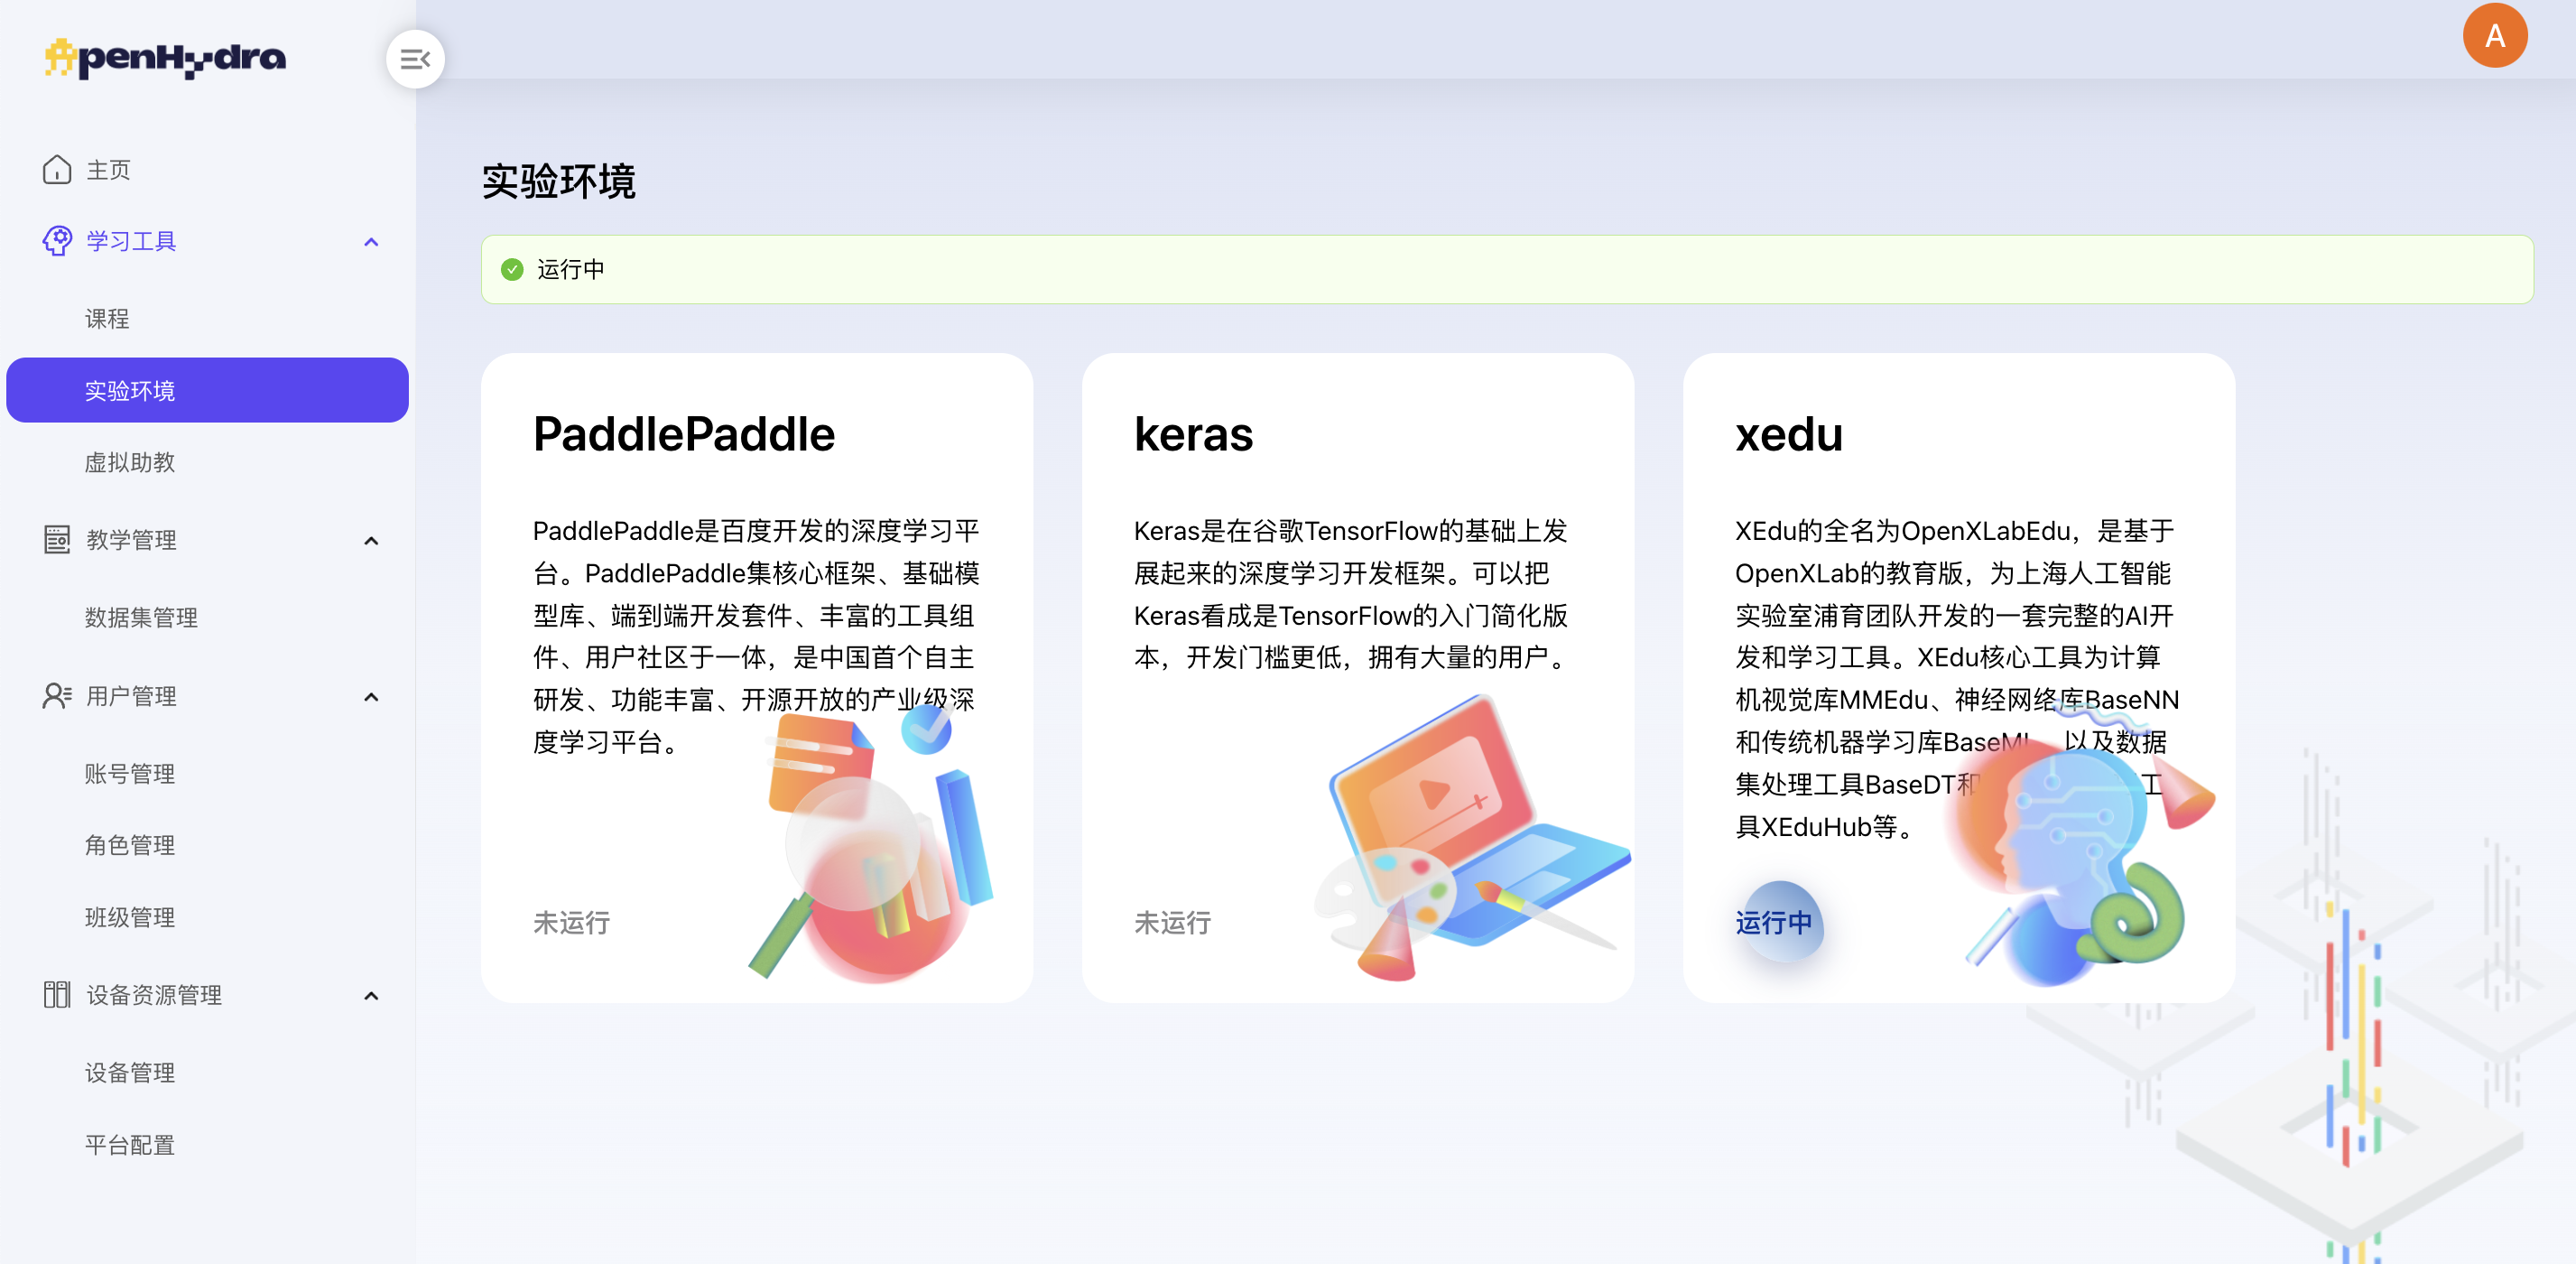 penHydra
A
主页
学习工具
课程
实验环境
虚拟助教
教学管理
数据集管理
用户管理
账号管理
角色管理
班级管理
设备资源管理
设备管理
平台配置
实验环境
运行中
PaddlePaddle
PaddlePaddle是百度开发的深度学习平
台。PaddlePaddle集核心框架、基础模
型库、端到端开发套件、丰富的工具组
件、用户社区于一体，是中国首个自主
研发、功能丰富、开源开放的产业级深
度学习平台。
未运行
keras
Keras是在谷歌TensorFlow的基础上发
展起来的深度学习开发框架。可以把
Keras看成是TensorFlow的入门简化版
本，开发门槛更低，拥有大量的用户。
未运行
xedu
XEdu的全名为OpenXLabEdu，是基于
OpenXLab的教育版，为上海人工智能
实验室浦育团队开发的一套完整的AI开
发和学习工具。XEdu核心工具为计算
机视觉库MMEdu、神经网络库BaseNN
和传统机器学习库BaseML 以及数据
集处理工具BaseDT和 工
具XEduHub等。
运行中